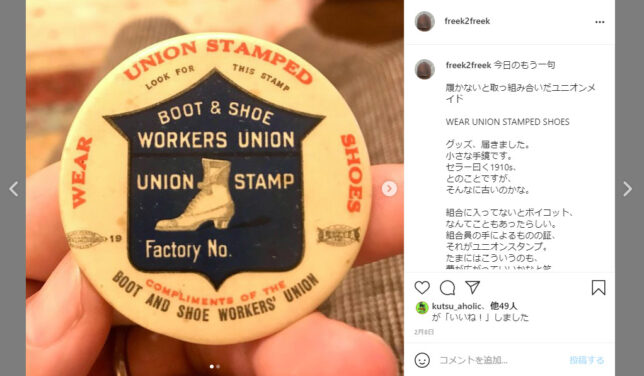 UNION STAMPED
LOOK FOR THIS STAMP
WEAR
SHOES
BOOT & SHOE
WORKERS UNION
UNION STAMP
19
Factory No.
COMPLIMENTS OF THE
BOOT AND SHOE WORKERS' UNION
freek2freek
freek2freek 今日のもう一句
履かないと取っ組み合いだユニオンメ
イド
WEAR UNION STAMPED SHOES
グッズ、届きました。
小さな手鏡です。
セラー曰く1910s、
とのことですが、
そんなに古いのかな。
組合に入ってないとボイコット、
なんてこともあったらしい。
組合員の手によるものの証、
それがユニオンスタンプ。
たまにはこういうのも、
kutsu_aholic、他49人
が「いいね！」しました
2月8日
コメントを追加...
投稿する